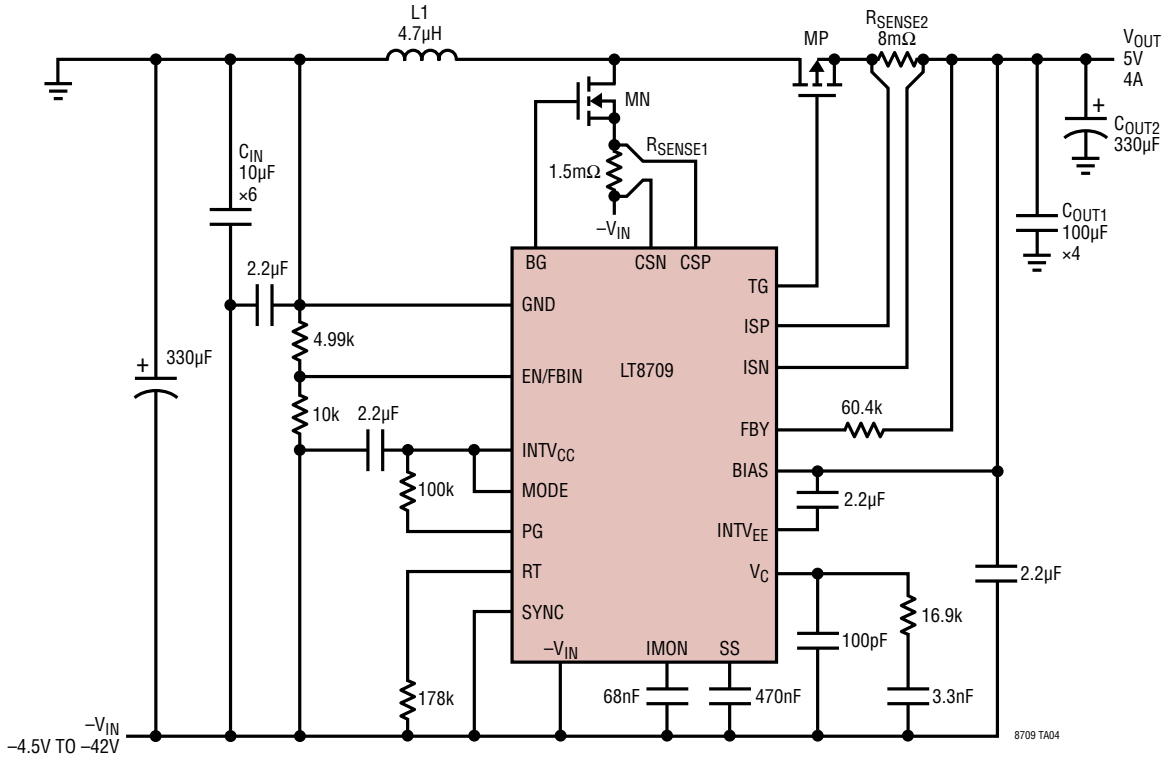 L1
4.7µH
MP
RSENSE2
8mΩ
VOUT
5V
4A
MN
+
COUT2
330µF
CIN
10µF
×6
RSENSE1
1.5mΩ
–VIN
COUT1
100µF
×4
BG
CSN
CSP
2.2µF
TG
GND
ISP
4.99k
+
330µF
EN/FBIN
LT8709
ISN
10k
2.2µF
60.4k
FBY
INTVCC
BIAS
100k
MODE
2.2µF
PG
INTVEE
RT
VC
2.2µF
SYNC
16.9k
100pF
–VIN
IMON
SS
178k
68nF
470nF
3.3nF
–VIN
–4.5V TO –42V
8709 TA04